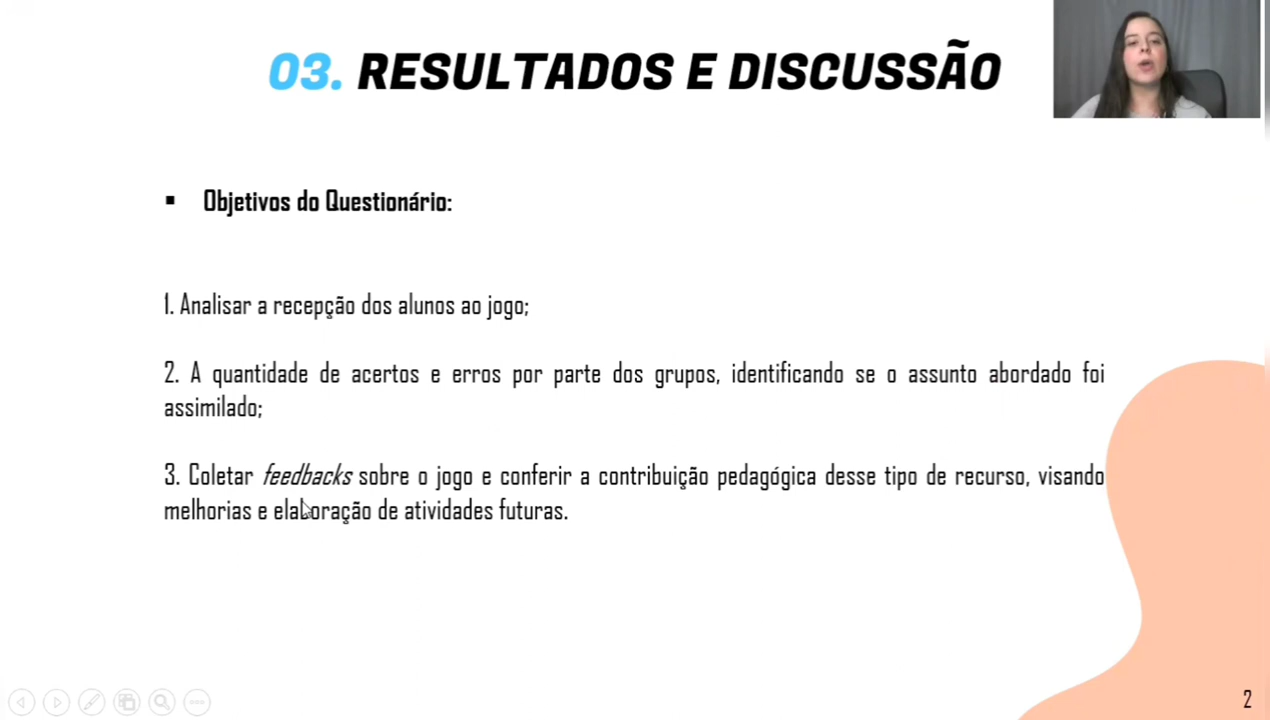 03. RESULTADOS E DISCUSSÃO
▪ Objetivos do Questionário:
1. Analisar a recepção dos alunos ao jogo;
2. A quantidade de acertos e erros por parte dos grupos, identificando se o assunto abordado foi
assimilado;
3. Coletar feedbacks sobre o jogo e conferir a contribuição pedagógica desse tipo de recurso, visando
melhorias e elaboração de atividades futuras.
2